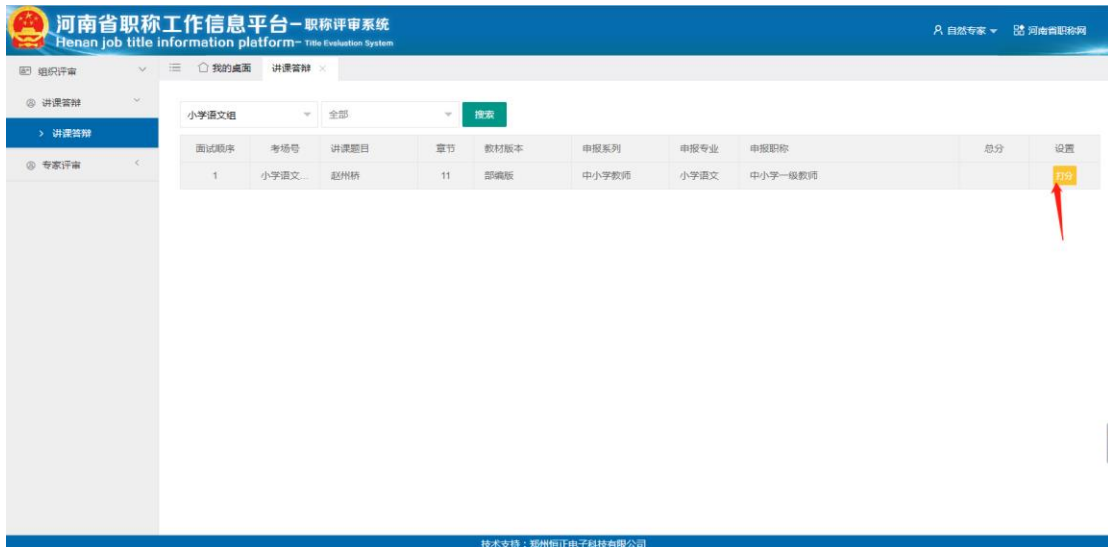 河南省职称工作信息平台-职称评审系统
Henan job title information platform- Title Evaluation System
自然专家 河南省职称网
组织评审
我的桌面 讲课答辩
讲课答辩
小学语文组 全部 搜索
讲课答辩
面试顺序 考场号 讲课题目 章节 教材版本 申报系列 申报专业 申报职称 总分 设置
专家评审
1 小学语文... 赵州桥 11 部编版 中小学教师 小学语文 中小学一级教师 打分
技术支持:郑州恒正电子科技有限公司